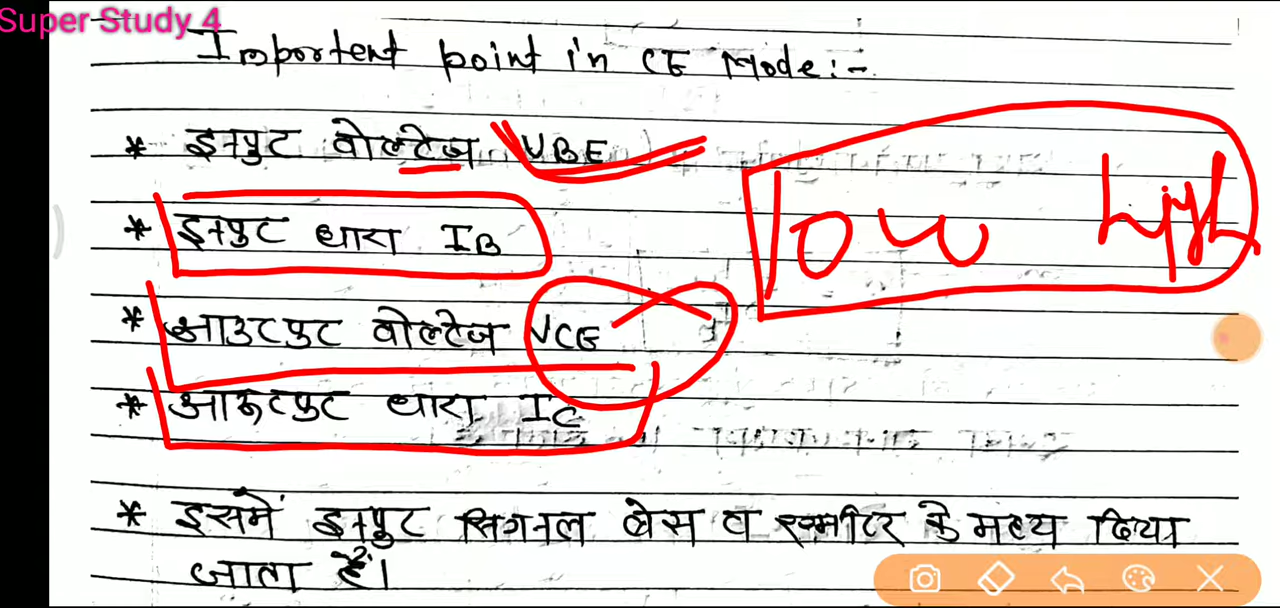 Super Study 4
Importent point in CE Mode:-
* इनपुट वोल्टेज VBE
low high
* इनपुट धारा IB
* आउटपुट वोल्टेज VCE
* आऊटपुट धारा IC
* इसमें इनपुट सिगनल बेस व एमीटर के मध्य दिया
जाता है।